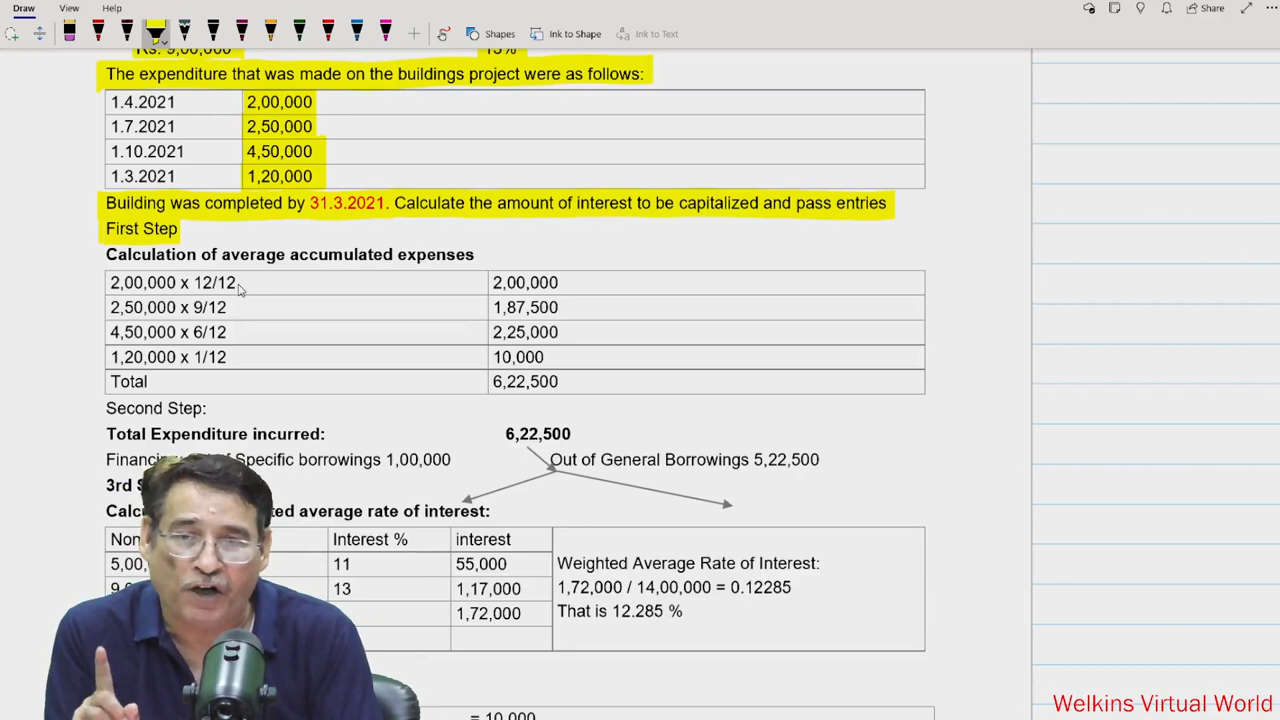 Draw View Help Share
Shapes Ink to Shape Ink to Text
Rs. 9,00,000 13%
The expenditure that was made on the buildings project were as follows:
1.4.2021 2,00,000
1.7.2021 2,50,000
1.10.2021 4,50,000
1.3.2021 1,20,000
Building was completed by 31.3.2021. Calculate the amount of interest to be capitalized and pass entries
First Step
Calculation of average accumulated expenses
2,00,000 x 12/12 2,00,000
2,50,000 x 9/12 1,87,500
4,50,000 x 6/12 2,25,000
1,20,000 x 1/12 10,000
Total 6,22,500
Second Step:
Total Expenditure incurred: 6,22,500
of Specific borrowings 1,00,000 Out of General Borrowings 5,22,500
3rd
average rate of interest:
Interest % interest
11 55,000 Weighted Average Rate of Interest:
13 1,17,000 1,72,000 / 14,00,000 = 0.12285
1,72,000 That is 12.285 %
= 10,000
Welkins Virtual World